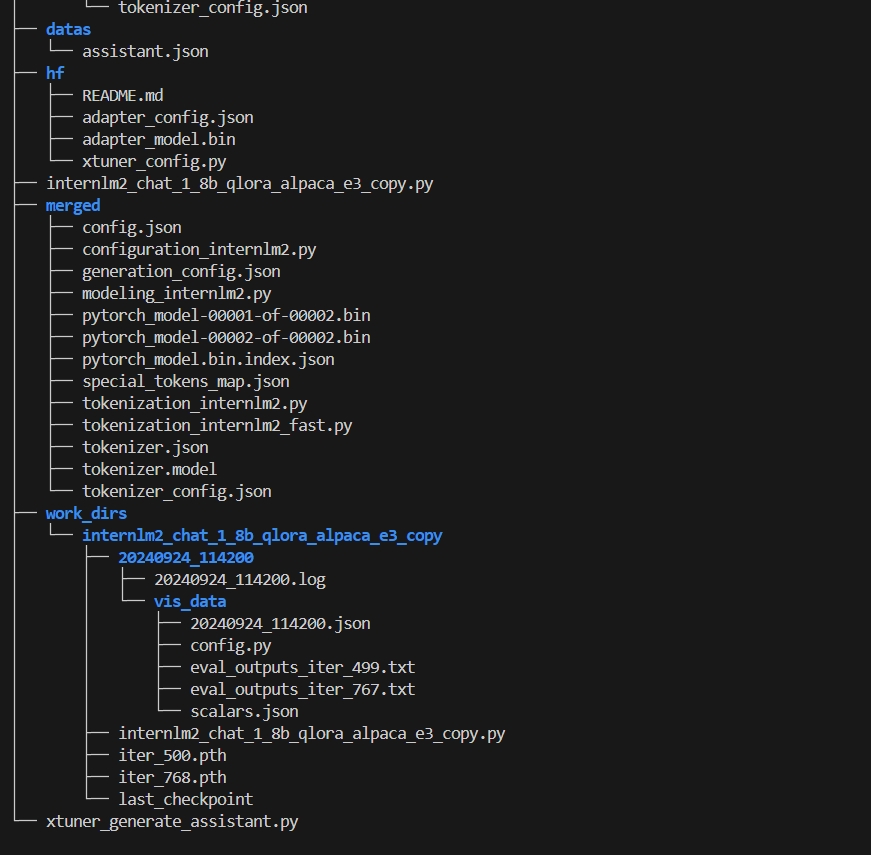 tokenizer_config.json
datas
assistant.json
hf
README.md
adapter_config.json
adapter_model.bin
xtuner_config.py
internlm2_chat_1_8b_qlora_alpaca_e3_copy.py
merged
config.json
configuration_internlm2.py
generation_config.json
modeling_internlm2.py
pytorch_model-00001-of-00002.bin
pytorch_model-00002-of-00002.bin
pytorch_model.bin.index.json
special_tokens_map.json
tokenization_internlm2.py
tokenization_internlm2_fast.py
tokenizer.json
tokenizer.model
tokenizer_config.json
work_dirs
internlm2_chat_1_8b_qlora_alpaca_e3_copy
20240924_114200
20240924_114200.log
vis_data
20240924_114200.json
config.py
eval_outputs_iter_499.txt
eval_outputs_iter_767.txt
scalars.json
internlm2_chat_1_8b_qlora_alpaca_e3_copy.py
iter_500.pth
iter_768.pth
last_checkpoint
xtuner_generate_assistant.py